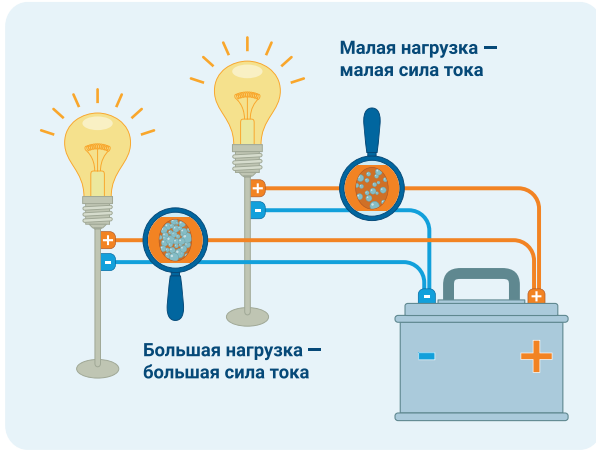 Малая нагрузка —
малая сила тока
+
-
+
-
-
+
- +
Большая нагрузка —
большая сила тока